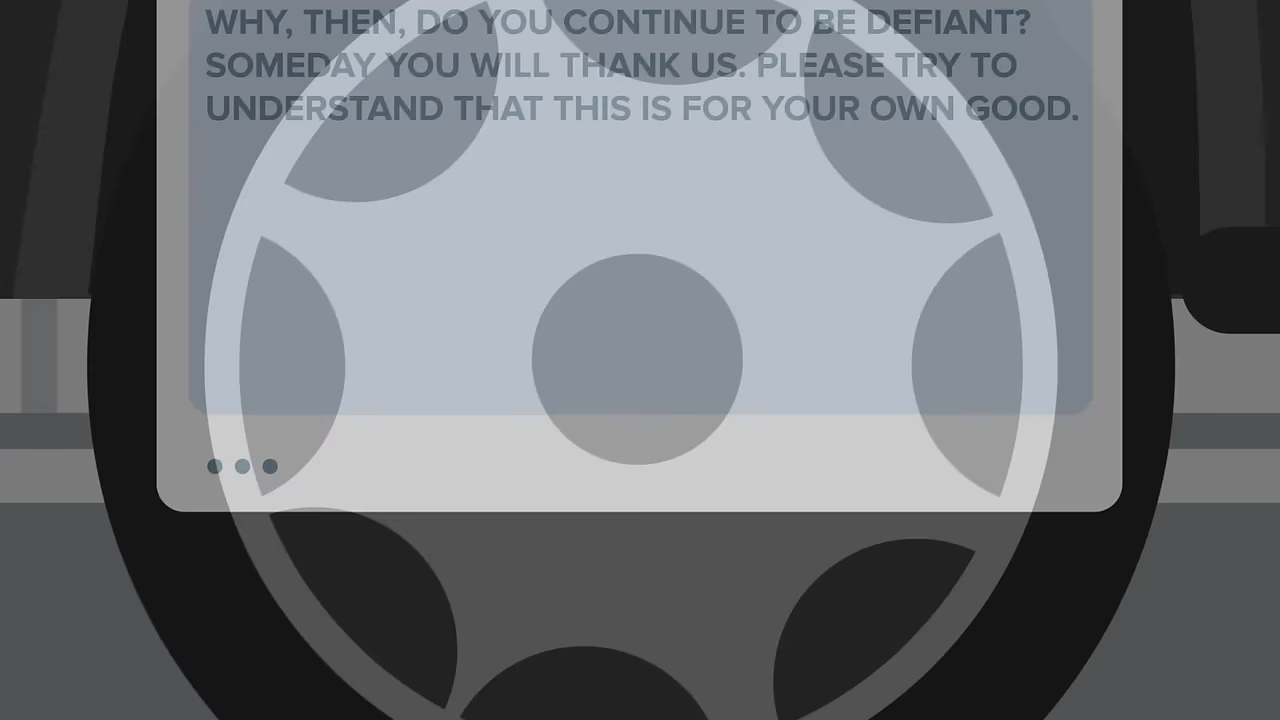 WHY, THEN, DO YOU CONTINUE TO BE DEFIANT?
SOMEDAY YOU WILL THANK US. PLEASE TRY TO
UNDERSTAND THAT THIS IS FOR YOUR OWN GOOD.